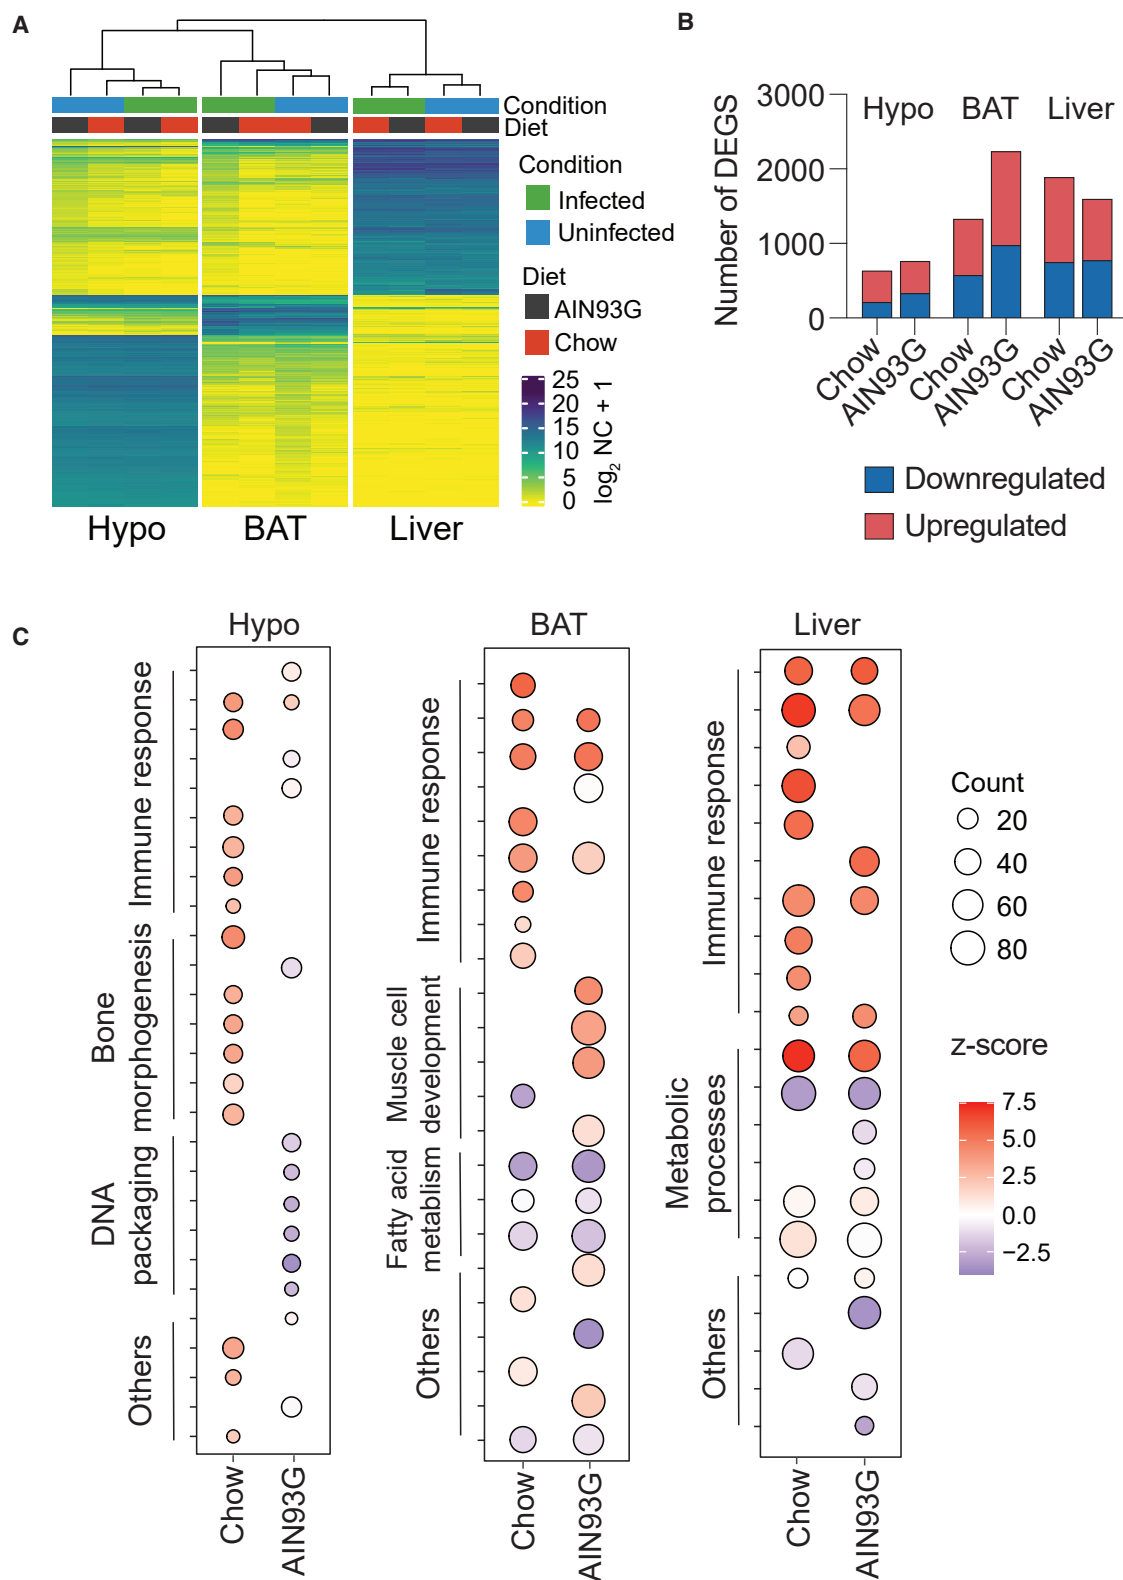 A
Condition
Diet
Condition
Infected
Uninfected
Diet
AIN93G
Chow
25
20
15
10
5
0
log2 NC + 1
Hypo
BAT
Liver
B
Number of DEGS
3000
2000
1000
0
Hypo
BAT
Liver
Chow
AIN93G
Chow
AIN93G
Chow
AIN93G
Downregulated
Upregulated
C
Hypo
Immune response
Bone
morphogenesis
DNA
packaging
Others
Chow
AIN93G
BAT
Immune response
Muscle cell
development
Fatty acid
metablism
Others
Chow
AIN93G
Liver
Immune response
Metabolic
processes
Others
Chow
AIN93G
Count
20
40
60
80
z-score
7.5
5.0
2.5
0.0
−2.5